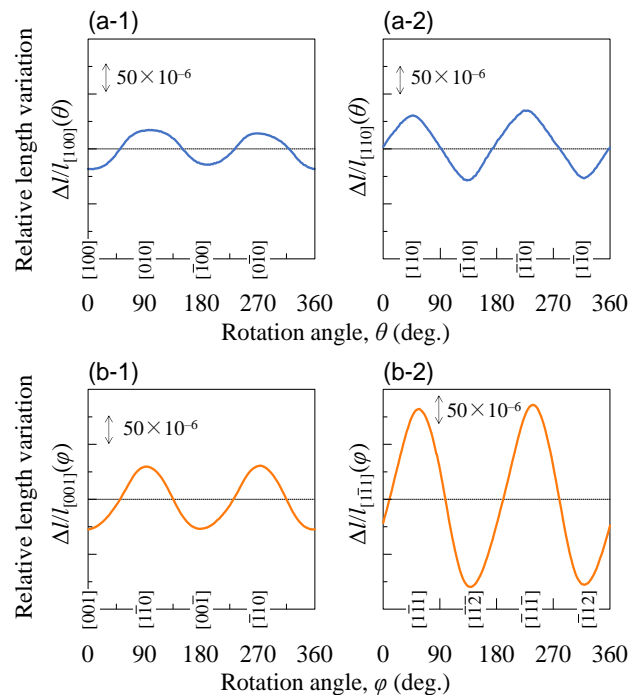 (a-1)
(a-2)
Relative length variation
Δl/l[100](θ)
50×10⁻⁶
Δl/l[110](θ)
50×10⁻⁶
[100]
[010]
[1̄00]
[01̄0]
[110]
[1̄10]
[1̄1̄0]
[11̄0]
0 90 180 270 360
0 90 180 270 360
Rotation angle, θ (deg.)
(b-1)
(b-2)
Relative length variation
Δl/l[001](φ)
50×10⁻⁶
Δl/l[11̄1](φ)
50×10⁻⁶
[001]
[11̄0]
[001̄]
[1̄10]
[11̄1]
[11̄2̄]
[1̄11̄]
[1̄12]
0 90 180 270 360
0 90 180 270 360
Rotation angle, φ (deg.)